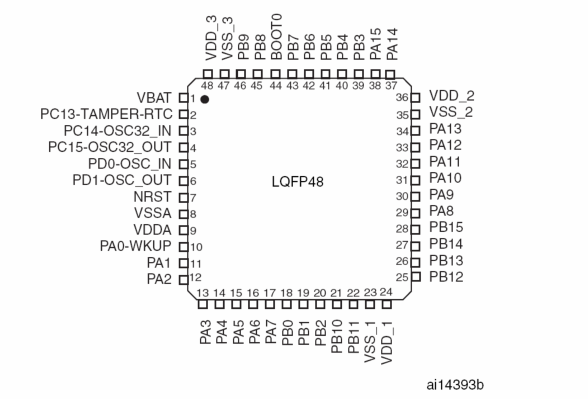 VDD_3
VSS_3
PB9
PB8
BOOT0
PB7
PB6
PB5
PB4
PB3
PA15
PA14
48 47 46 45 44 43 42 41 40 39 38 37
VBAT 1
PC13-TAMPER-RTC 2
PC14-OSC32_IN 3
PC15-OSC32_OUT 4
PD0-OSC_IN 5
PD1-OSC_OUT 6
NRST 7
VSSA 8
VDDA 9
PA0-WKUP 10
PA1 11
PA2 12
LQFP48
36 VDD_2
35 VSS_2
34 PA13
33 PA12
32 PA11
31 PA10
30 PA9
29 PA8
28 PB15
27 PB14
26 PB13
25 PB12
13 14 15 16 17 18 19 20 21 22 23 24
PA3
PA4
PA5
PA6
PA7
PB0
PB1
PB2
PB10
PB11
VSS_1
VDD_1
ai14393b